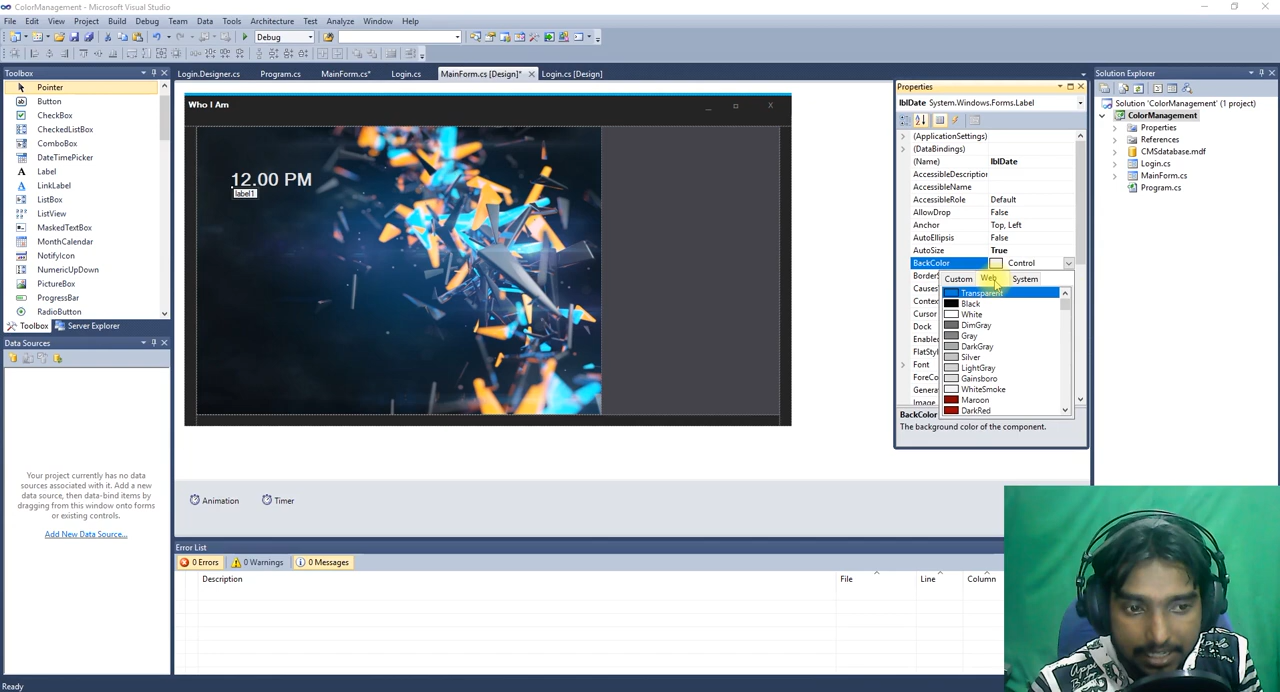 ColorManagement - Microsoft Visual Studio
File Edit View Project Build Debug Team Data Tools Architecture Test Analyze Window Help
Debug
Toolbox
Login.Designer.cs Program.cs MainForm.cs* Login.cs MainForm.cs [Design]* Login.cs [Design]
Pointer
Button
CheckBox
CheckedListBox
ComboBox
DateTimePicker
Label
LinkLabel
ListBox
ListView
MaskedTextBox
MonthCalendar
NotifyIcon
NumericUpDown
PictureBox
ProgressBar
RadioButton
Toolbox Server Explorer
Data Sources
Your project currently has no data
sources associated with it. Add a
new data source, then data-bind items by
dragging from this window onto forms
or existing controls.
Add New Data Source...
Who I Am
X
12.00 PM
label1
Animation Timer
Properties
lblDate System.Windows.Forms.Label
(ApplicationSettings)
(DataBindings)
(Name) lblDate
AccessibleDescription
AccessibleName
AccessibleRole Default
AllowDrop False
Anchor Top, Left
AutoEllipsis False
AutoSize True
BackColor Control
Custom Web System
Transparent
Black
White
DimGray
Gray
DarkGray
Silver
LightGray
Gainsboro
WhiteSmoke
Maroon
DarkRed
Cursor
Dock
Font
Image
BackColor
The background color of the component.
Solution Explorer
Solution 'ColorManagement' (1 project)
ColorManagement
Properties
References
CMSdatabase.mdf
Login.cs
MainForm.cs
Program.cs
Error List
0 Errors 0 Warnings 0 Messages
Description File Line Column
Ready